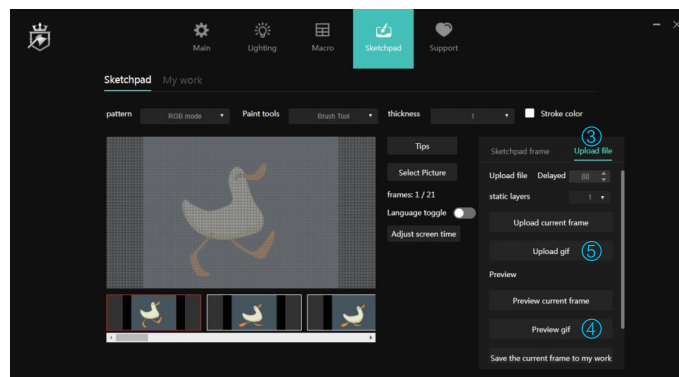 Main Lighting Macro Sketchpad Support
Sketchpad My work
pattern RGB mode Paint tools Brush Tool thickness 1 Stroke color
③
Tips
Sketchpad frame Upload file
Select Picture
Upload file Delayed 80
frames: 1 / 21
static layers 1
Language toggle
Upload current frame
Adjust screen time
Upload gif ⑤
Preview
Preview current frame
Preview gif ④
Save the current frame to my work